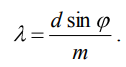 λ = d sin φ / m .